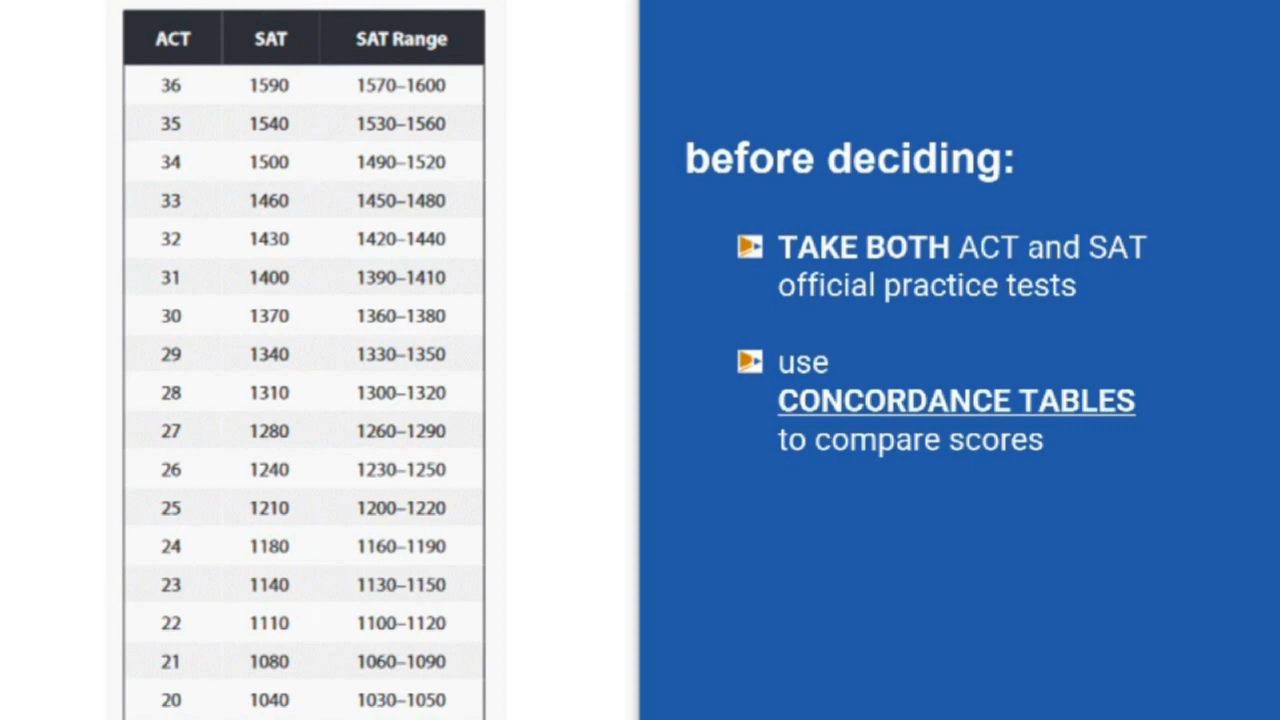 ACT SAT SAT Range
36 1590 1570–1600
35 1540 1530–1560
34 1500 1490–1520
33 1460 1450–1480
32 1430 1420–1440
31 1400 1390–1410
30 1370 1360–1380
29 1340 1330–1350
28 1310 1300–1320
27 1280 1260–1290
26 1240 1230–1250
25 1210 1200–1220
24 1180 1160–1190
23 1140 1130–1150
22 1110 1100–1120
21 1080 1060–1090
20 1040 1030–1050
before deciding:
TAKE BOTH ACT and SAT
official practice tests
use
CONCORDANCE TABLES
to compare scores